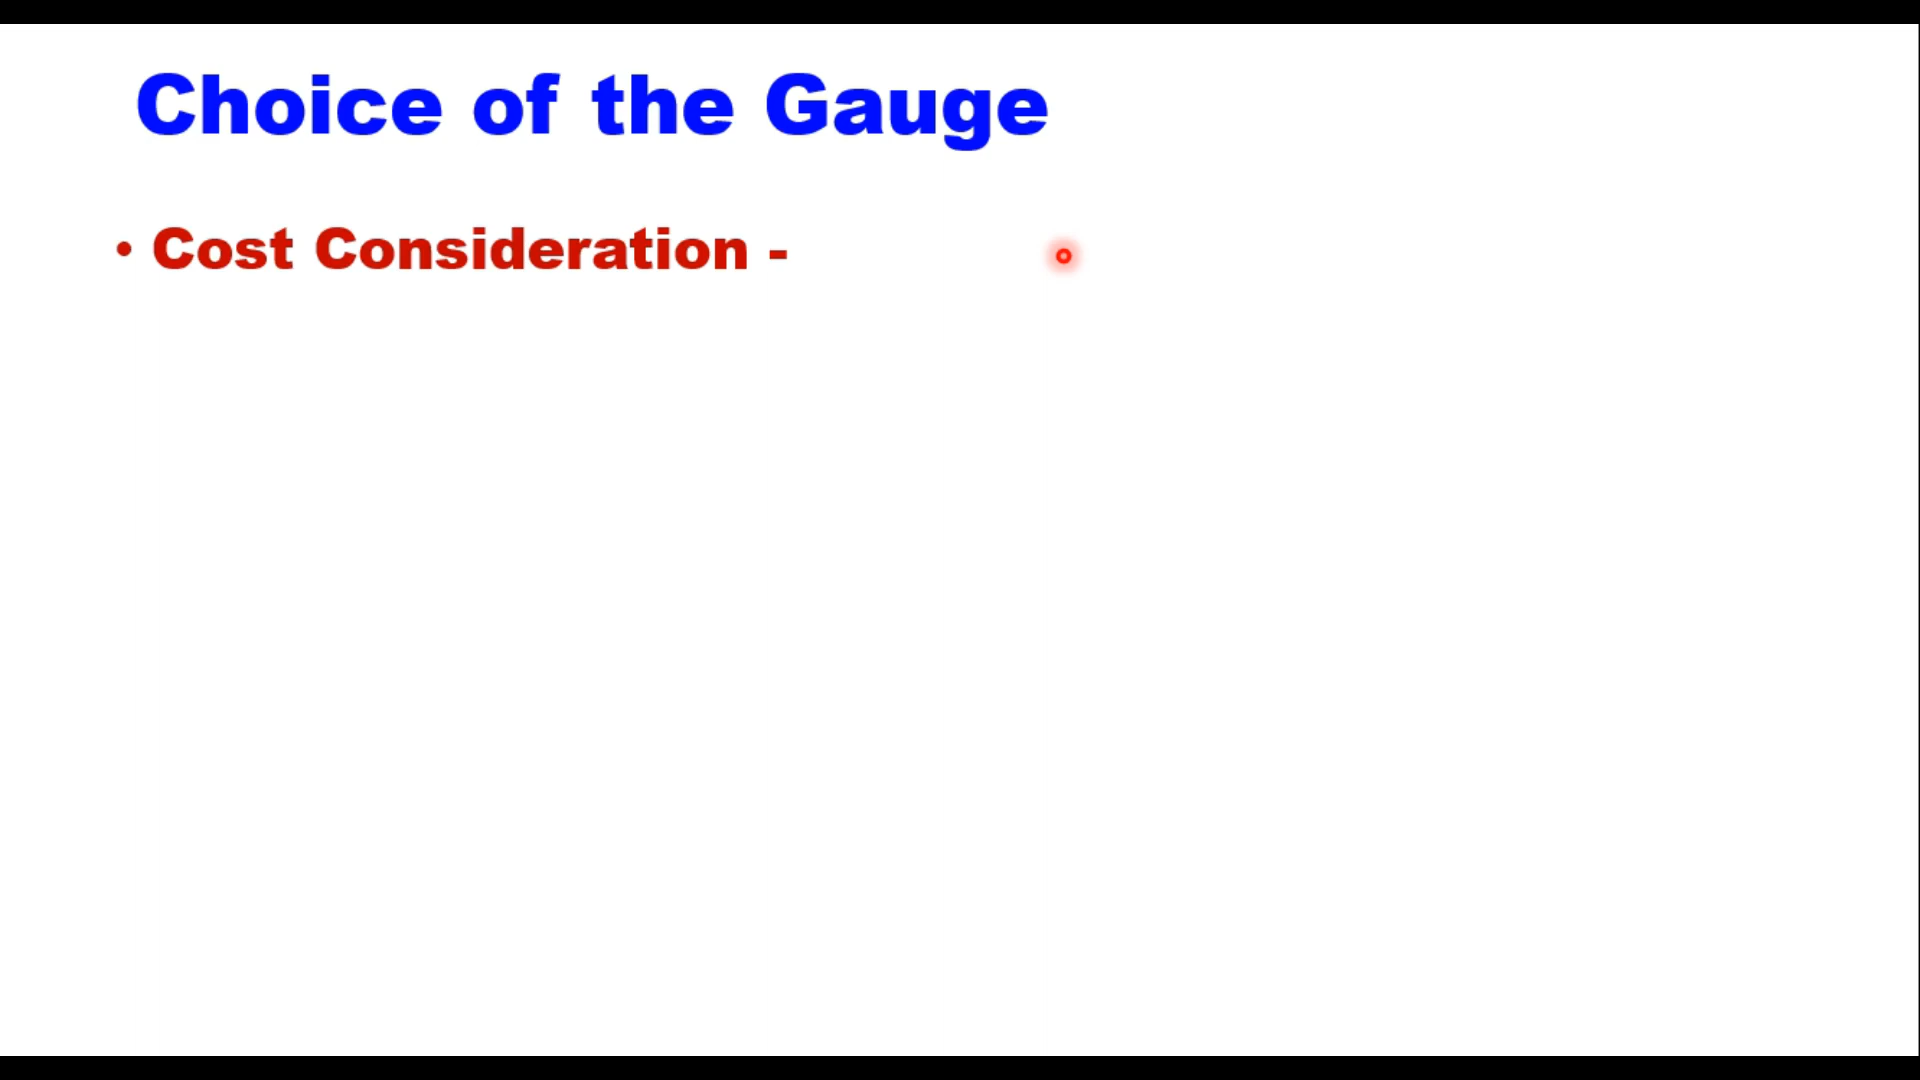 Choice of the Gauge
• Cost Consideration -